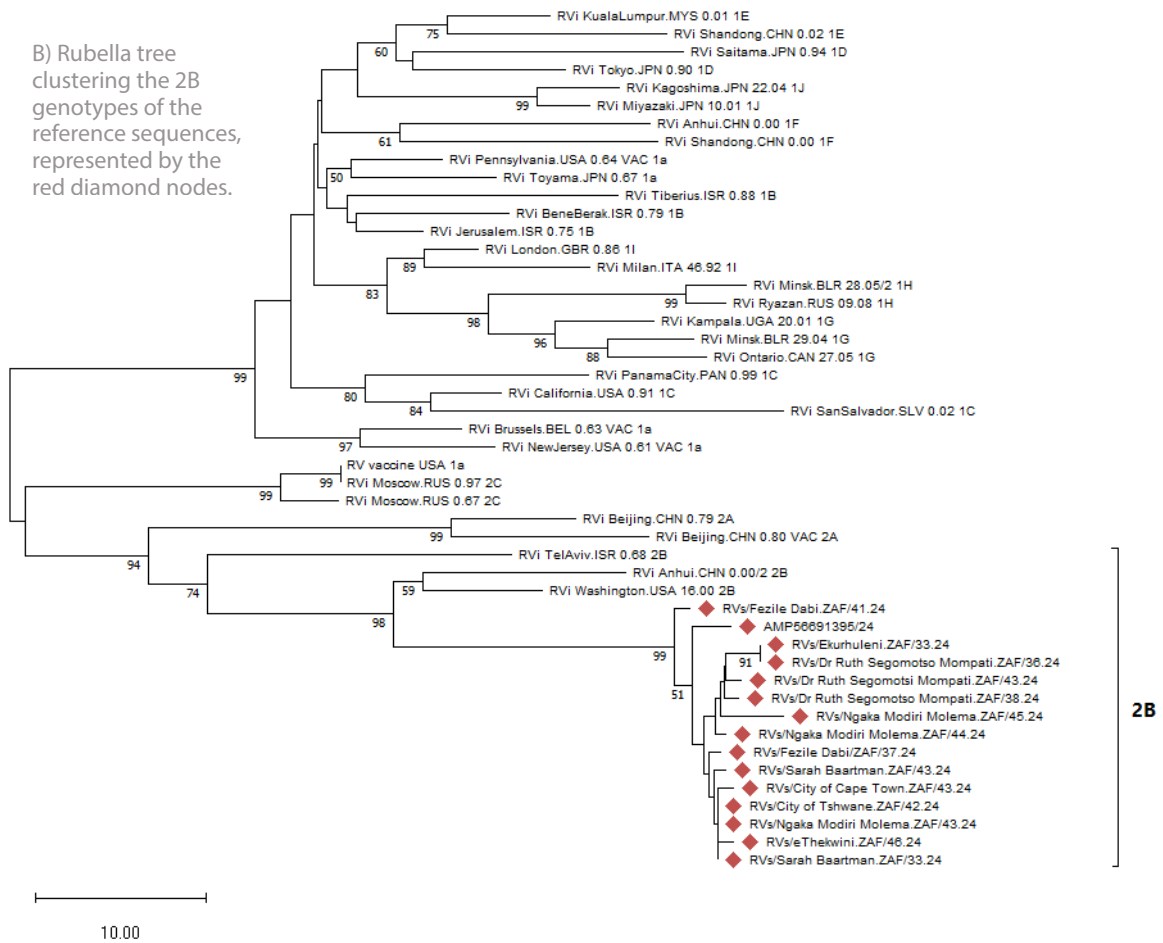 B) Rubella tree
clustering the 2B
genotypes of the
reference sequences,
represented by the
red diamond nodes.
RVi KualaLumpur.MYS 0.01 1E
75
RVi Shandong.CHN 0.02 1E
60
RVi Saitama.JPN 0.94 1D
RVi Tokyo.JPN 0.90 1D
RVi Kagoshima.JPN 22.04 1J
99
RVi Miyazaki.JPN 10.01 1J
RVi Anhui.CHN 0.00 1F
61
RVi Shandong.CHN 0.00 1F
RVi Pennsylvania.USA 0.64 VAC 1a
50
RVi Toyama.JPN 0.67 1a
RVi Tiberius.ISR 0.88 1B
RVi BeneBerak.ISR 0.79 1B
RVi Jerusalem.ISR 0.75 1B
RVi London.GBR 0.86 1I
89
RVi Milan.ITA 46.92 1I
83
RVi Minsk.BLR 28.05/2 1H
99
RVi Ryazan.RUS 09.08 1H
98
RVi Kampala.UGA 20.01 1G
96
RVi Minsk.BLR 29.04 1G
88
RVi Ontario.CAN 27.05 1G
99
RVi PanamaCity.PAN 0.99 1C
80
RVi California.USA 0.91 1C
84
RVi SanSalvador.SLV 0.02 1C
RVi Brussels.BEL 0.63 VAC 1a
97
RVi NewJersey.USA 0.61 VAC 1a
RV vaccine USA 1a
99
RVi Moscow.RUS 0.97 2C
99
RVi Moscow.RUS 0.67 2C
RVi Beijing.CHN 0.79 2A
99
RVi Beijing.CHN 0.80 VAC 2A
94
RVi TelAviv.ISR 0.68 2B
74
RVi Anhui.CHN 0.00/2 2B
59
RVi Washington.USA 16.00 2B
98
RVs/Fezile Dabi.ZAF/41.24
AMP56691395/24
99
RVs/Ekurhuleni.ZAF/33.24
91
RVs/Dr Ruth Segomotso Mompati.ZAF/36.24
RVs/Dr Ruth Segomotsi Mompati.ZAF/43.24
51
RVs/Dr Ruth Segomotso Mompati.ZAF/38.24
RVs/Ngaka Modiri Molema.ZAF/45.24
2B
RVs/Ngaka Modiri Molema.ZAF/44.24
RVs/Fezile Dabi/ZAF/37.24
RVs/Sarah Baartman.ZAF/43.24
RVs/City of Cape Town.ZAF/43.24
RVs/City of Tshwane.ZAF/42.24
RVs/Ngaka Modiri Molema.ZAF/43.24
RVs/eThekwini.ZAF/46.24
RVs/Sarah Baartman.ZAF/33.24
10.00